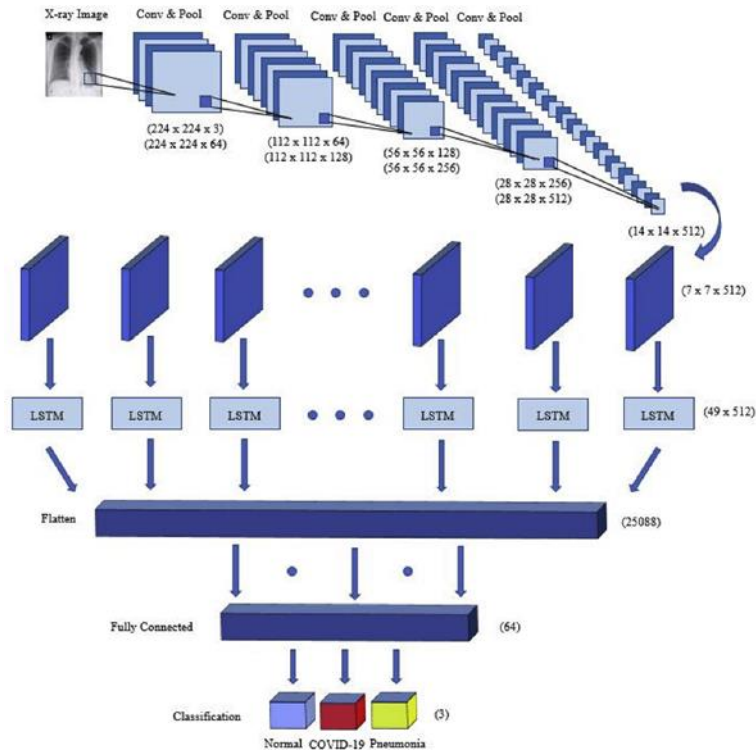 X-ray Image Conv & Pool Conv & Pool Conv & Pool Conv & Pool Conv & Pool
(224 x 224 x 3)
(224 x 224 x 64)
(112 x 112 x 64)
(112 x 112 x 128)
(56 x 56 x 128)
(56 x 56 x 256)
(28 x 28 x 256)
(28 x 28 x 512)
(14 x 14 x 512)
(7 x 7 x 512)
LSTM LSTM LSTM LSTM LSTM LSTM (49 x 512)
Flatten (25088)
Fully Connected (64)
Classification (3)
Normal COVID-19 Pneumonia